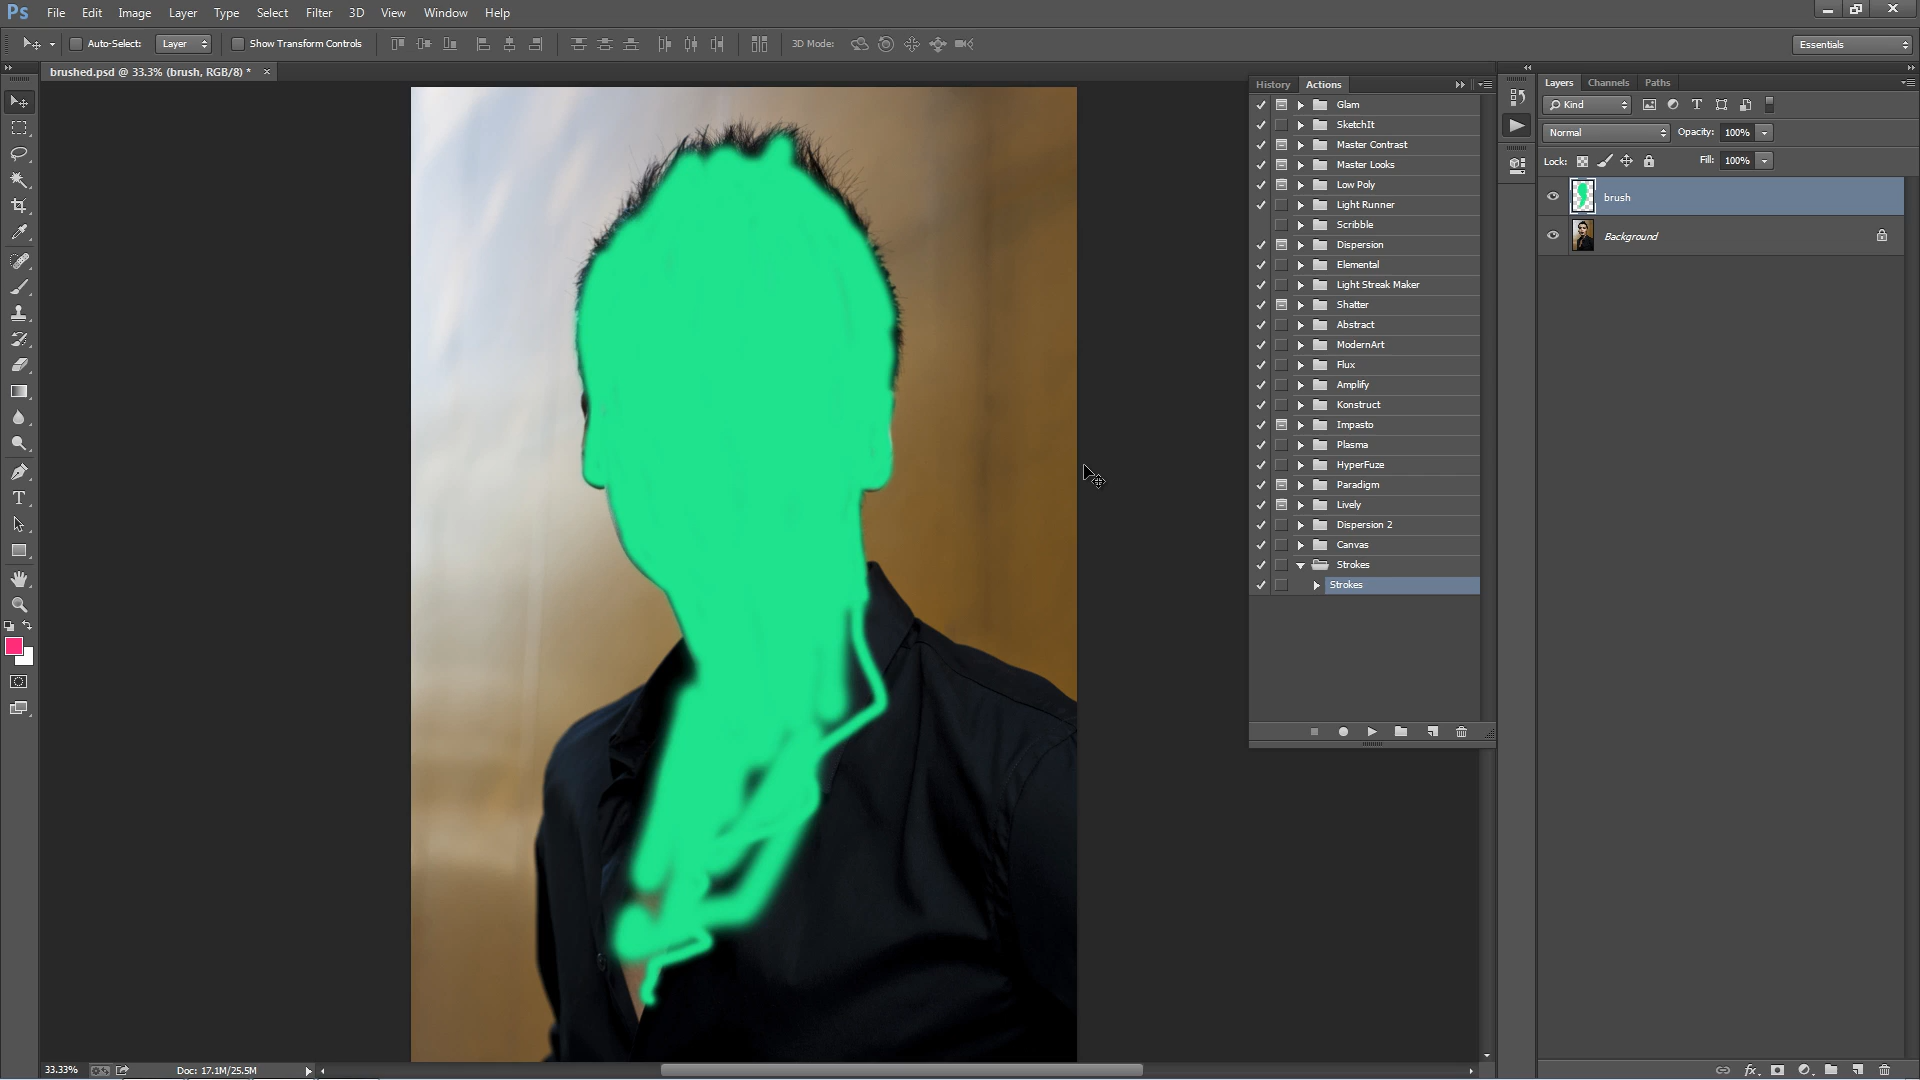 Ps File Edit Image Layer Type Select Filter 3D View Window Help
Auto-Select: Layer Show Transform Controls 3D Mode: Essentials
brushed.psd @ 33.3% (brush, RGB/8) * ×
History Actions
Glam
SketchIt
Master Contrast
Master Looks
Low Poly
Light Runner
Scribble
Dispersion
Elemental
Light Streak Maker
Shatter
Abstract
ModernArt
Flux
Amplify
Konstruct
Impasto
Plasma
HyperFuze
Paradigm
Lively
Dispersion 2
Canvas
Strokes
Strokes
Layers Channels Paths
Kind
Normal Opacity: 100%
Lock: Fill: 100%
brush
Background
33.33% Doc: 17.1M/25.5M